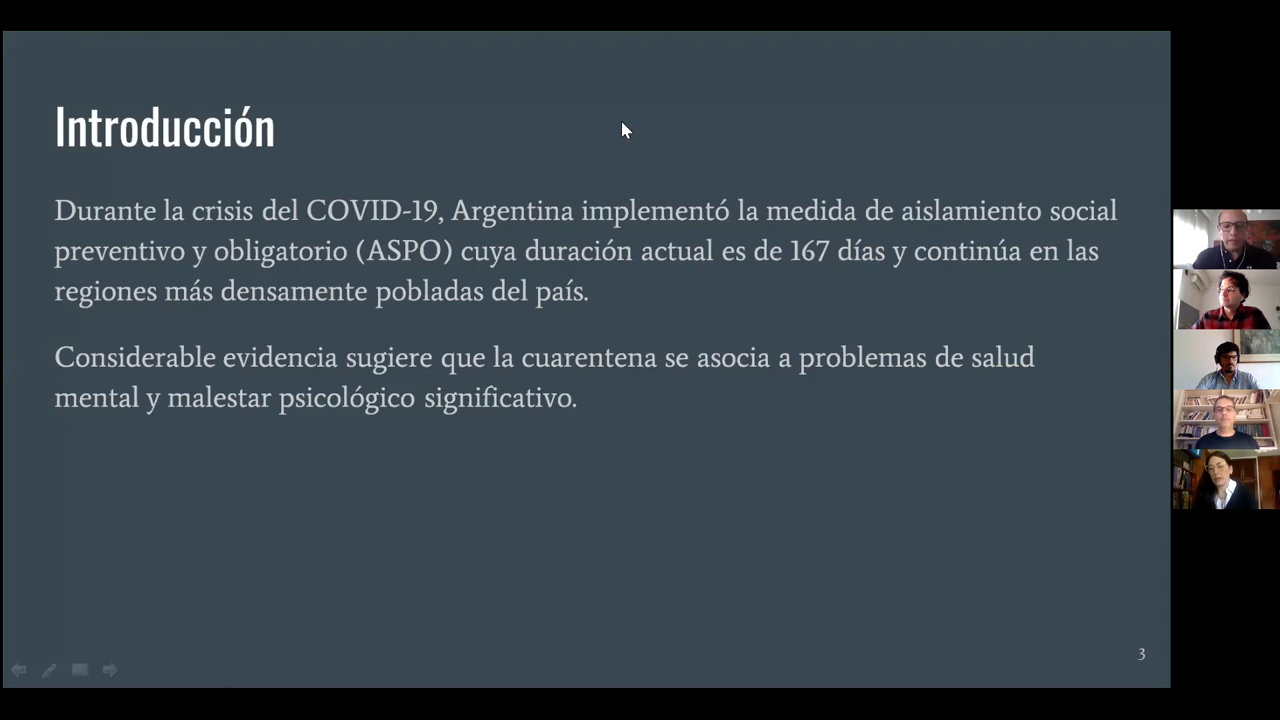 Introducción
Durante la crisis del COVID-19, Argentina implementó la medida de aislamiento social
preventivo y obligatorio (ASPO) cuya duración actual es de 167 días y continúa en las
regiones más densamente pobladas del país.
Considerable evidencia sugiere que la cuarentena se asocia a problemas de salud
mental y malestar psicológico significativo.
3